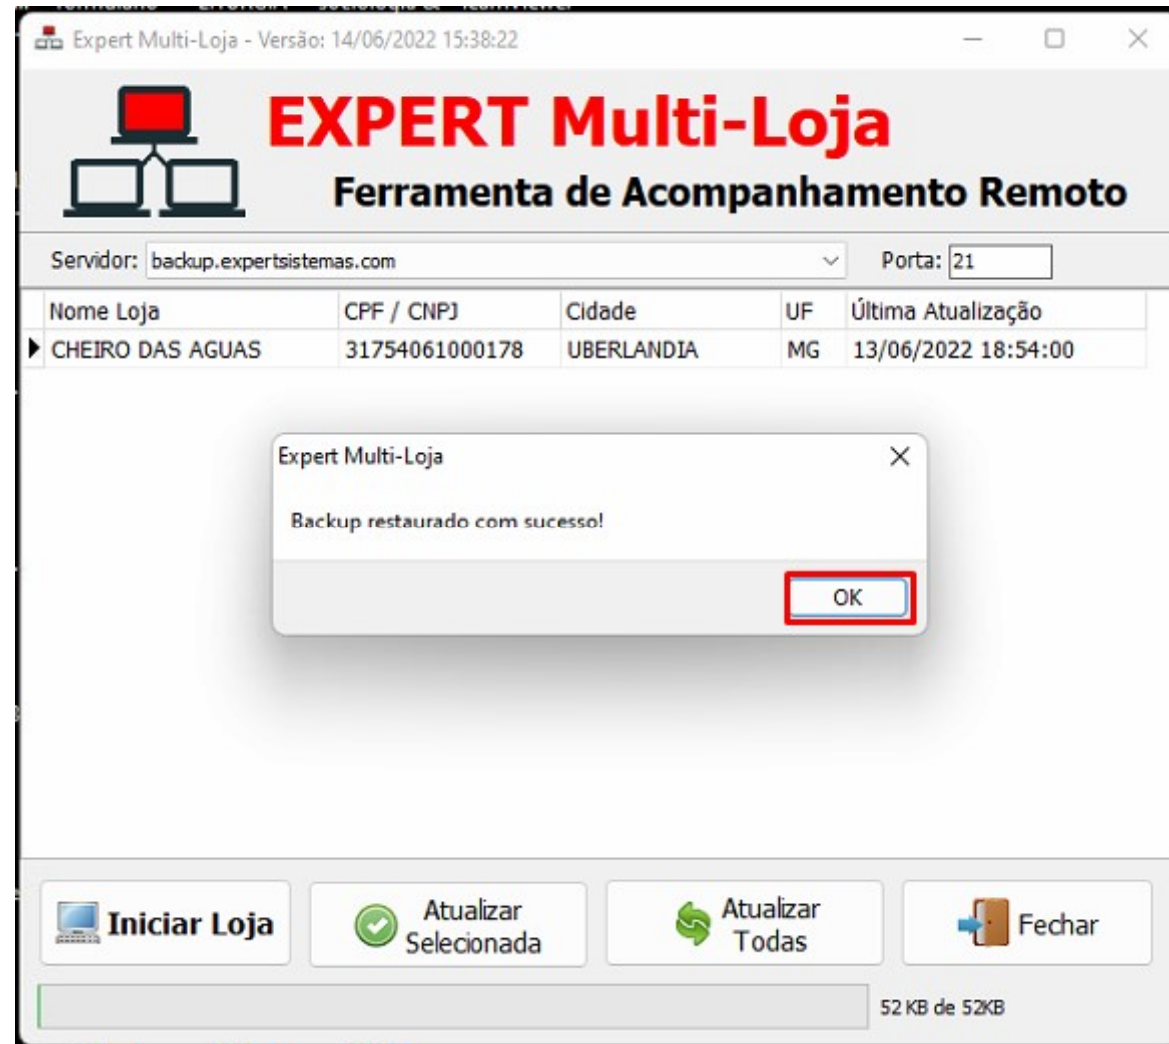 Expert Multi-Loja - Versão: 14/06/2022 15:38:22
EXPERT Multi-Loja
Ferramenta de Acompanhamento Remoto
Servidor: backup.expertsistemas.com Porta: 21
Nome Loja CPF / CNPJ Cidade UF Última Atualização
CHEIRO DAS AGUAS 31754061000178 UBERLANDIA MG 13/06/2022 18:54:00
Expert Multi-Loja
Backup restaurado com sucesso!
OK
Iniciar Loja
Atualizar
Selecionada
Atualizar
Todas
Fechar
52 KB de 52KB